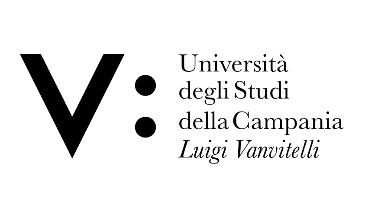 V:
Università
degli Studi
della Campania
Luigi Vanvitelli